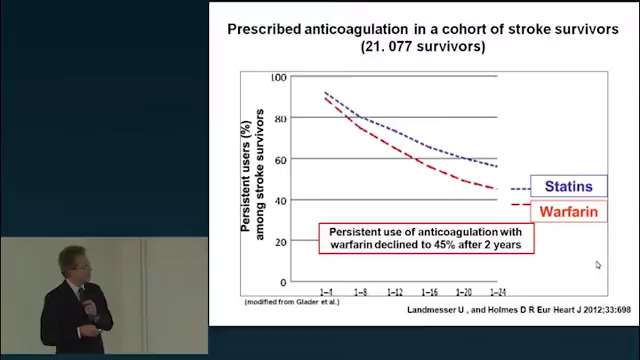 Prescribed anticoagulation in a cohort of stroke survivors
(21. 077 survivors)
Persistent users (%)
among stroke survivors
100
80
60
40
20
0
1–4
1–8
1–12
1–16
1–20
1–24
Statins
Warfarin
Persistent use of anticoagulation with
warfarin declined to 45% after 2 years
(modified from Glader et al.)
Landmesser U , and Holmes D R Eur Heart J 2012;33:698